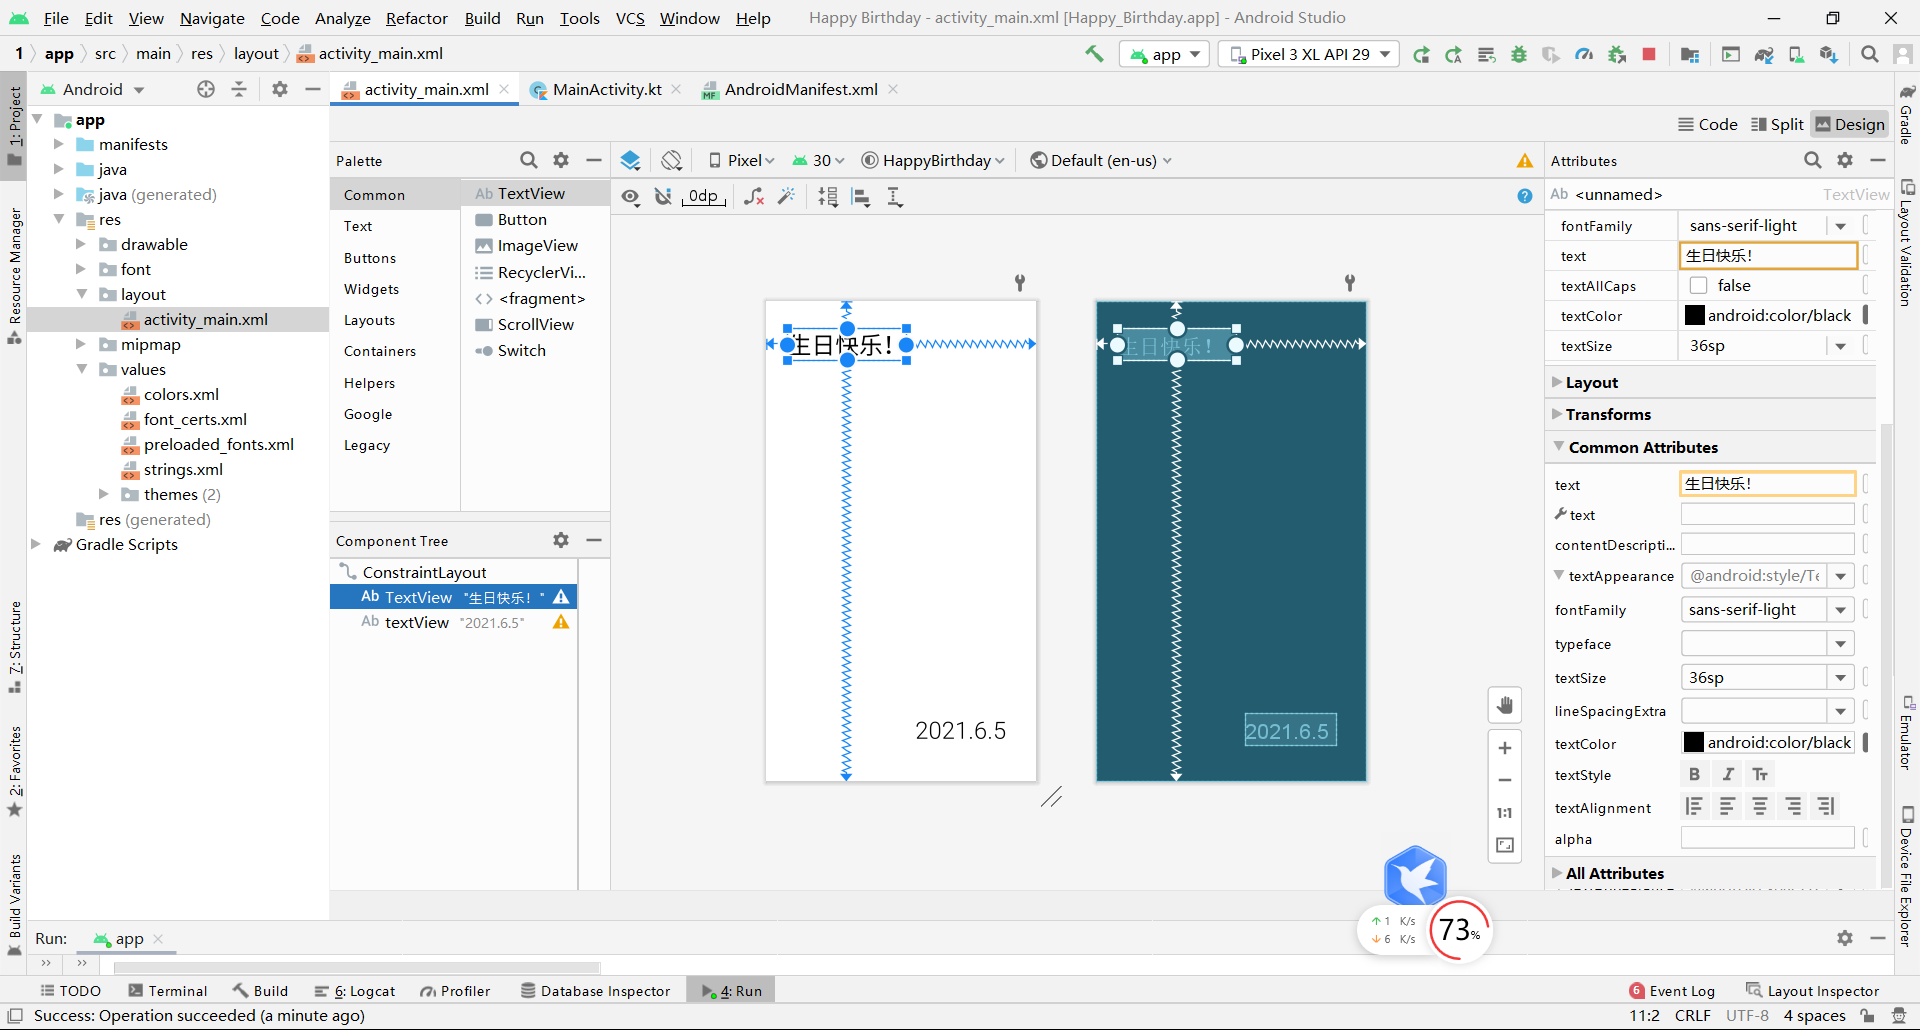 File Edit View Navigate Code Analyze Refactor Build Run Tools VCS Window Help Happy Birthday - activity_main.xml [Happy_Birthday.app] - Android Studio
1 app src main res layout activity_main.xml app Pixel 3 XL API 29
Android activity_main.xml MainActivity.kt AndroidManifest.xml
Code Split Design
1: Project
Resource Manager
7: Structure
2: Favorites
Build Variants
app
manifests
java
java (generated)
res
drawable
font
layout
activity_main.xml
mipmap
values
colors.xml
font_certs.xml
preloaded_fonts.xml
strings.xml
themes (2)
res (generated)
Gradle Scripts
Palette
Common
Text
Buttons
Widgets
Layouts
Containers
Helpers
Google
Legacy
Ab TextView
Button
ImageView
RecyclerVi...
<fragment>
ScrollView
Switch
Component Tree
ConstraintLayout
Ab TextView "生日快乐！"
Ab textView "2021.6.5"
Pixel 30 HappyBirthday Default (en-us)
0dp
生日快乐！
2021.6.5
生日快乐！
2021.6.5
1:1
Attributes
Ab <unnamed> TextView
fontFamily sans-serif-light
text 生日快乐！
textAllCaps false
textColor android:color/black
textSize 36sp
Layout
Transforms
Common Attributes
text 生日快乐！
text
contentDescripti...
textAppearance @android:style/Te
fontFamily sans-serif-light
typeface
textSize 36sp
lineSpacingExtra
textColor android:color/black
textStyle B I Tт
textAlignment
alpha
All Attributes
Gradle
Layout Validation
Emulator
Device File Explorer
1 K/s
6 K/s
73%
Run: app
TODO Terminal Build 6: Logcat Profiler Database Inspector 4: Run 6 Event Log Layout Inspector
Success: Operation succeeded (a minute ago) 11:2 CRLF UTF-8 4 spaces